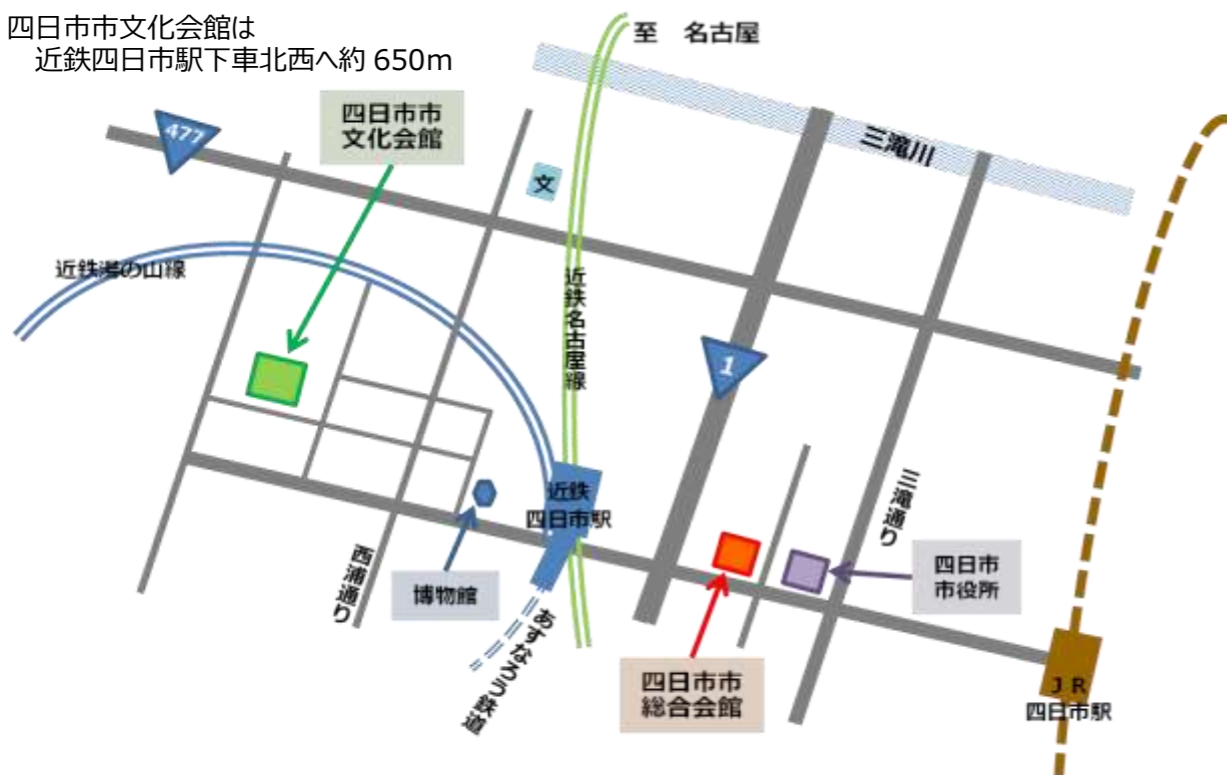 四日市市文化会館は
近鉄四日市駅下車北西へ約 650m
至 名古屋
四日市市
文化会館
477
三滝川
文
近鉄湯の山線
近鉄名古屋線
1
近鉄
四日市駅
三滝通り
西浦通り
博物館
四日市
市役所
あすなろう鉄道
四日市市
総合会館
ＪＲ
四日市駅